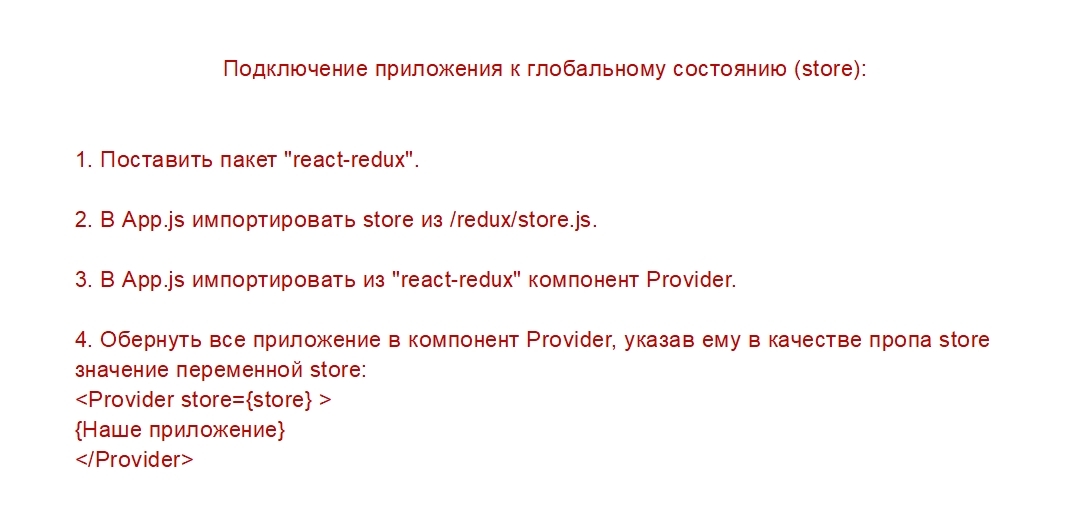 Подключение приложения к глобальному состоянию (store):
1. Поставить пакет "react-redux".
2. В App.js импортировать store из /redux/store.js.
3. В App.js импортировать из "react-redux" компонент Provider.
4. Обернуть все приложение в компонент Provider, указав ему в качестве пропа store
значение переменной store:
<Provider store={store} >
{Наше приложение}
</Provider>